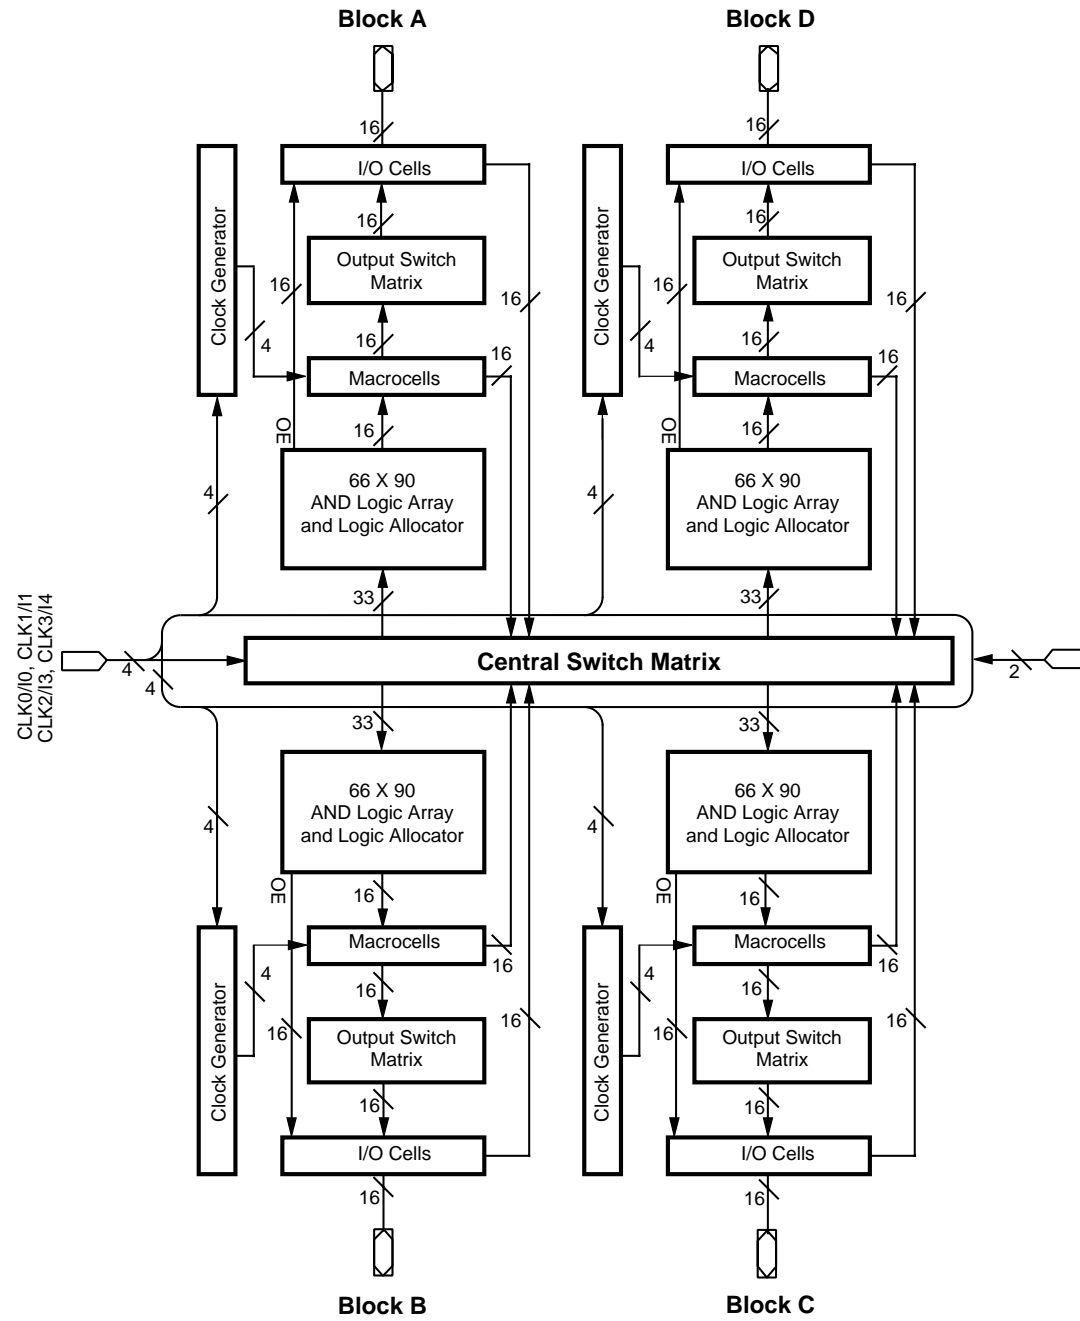 Block A
Block D
16
16
I/O Cells
I/O Cells
16
16
Clock Generator
Output Switch
Matrix
16
16
4
16
16
Macrocells
OE
16
66 X 90
AND Logic Array
and Logic Allocator
4
33
Clock Generator
Output Switch
Matrix
16
16
4
16
16
Macrocells
OE
16
66 X 90
AND Logic Array
and Logic Allocator
4
33
CLK0/I0, CLK1/I1
CLK2/I3, CLK3/I4
4
4
Central Switch Matrix
2
33
66 X 90
AND Logic Array
and Logic Allocator
4
OE
16
Macrocells
16
4
16
16
16
Clock Generator
Output Switch
Matrix
16
I/O Cells
16
33
66 X 90
AND Logic Array
and Logic Allocator
4
OE
16
Macrocells
16
4
16
16
16
Clock Generator
Output Switch
Matrix
16
I/O Cells
16
Block B
Block C